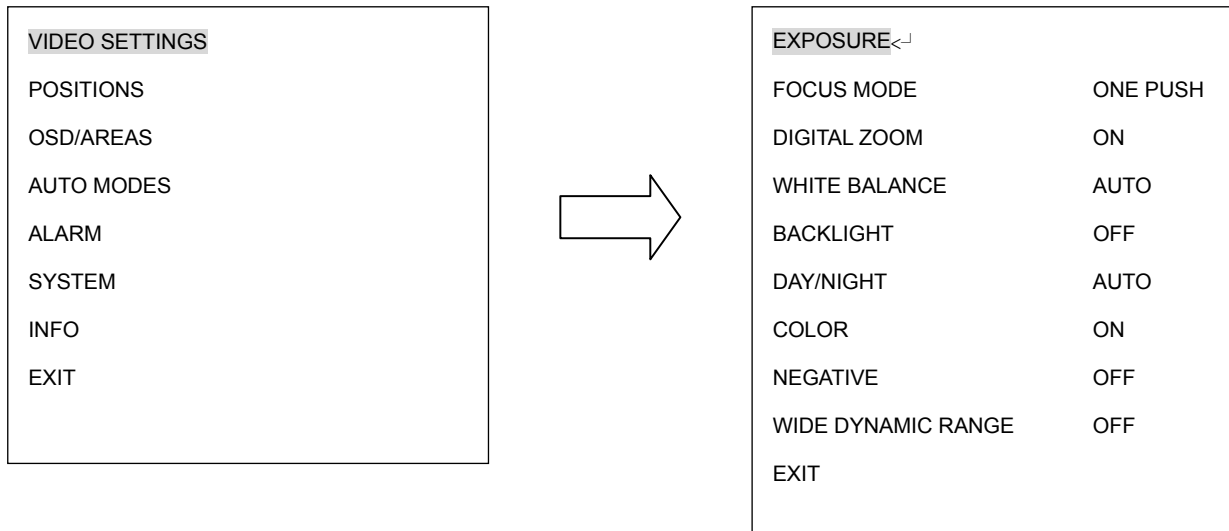 VIDEO SETTINGS
POSITIONS
OSD/AREAS
AUTO MODES
ALARM
SYSTEM
INFO
EXIT
EXPOSURE<┘
FOCUS MODE ONE PUSH
DIGITAL ZOOM ON
WHITE BALANCE AUTO
BACKLIGHT OFF
DAY/NIGHT AUTO
COLOR ON
NEGATIVE OFF
WIDE DYNAMIC RANGE OFF
EXIT